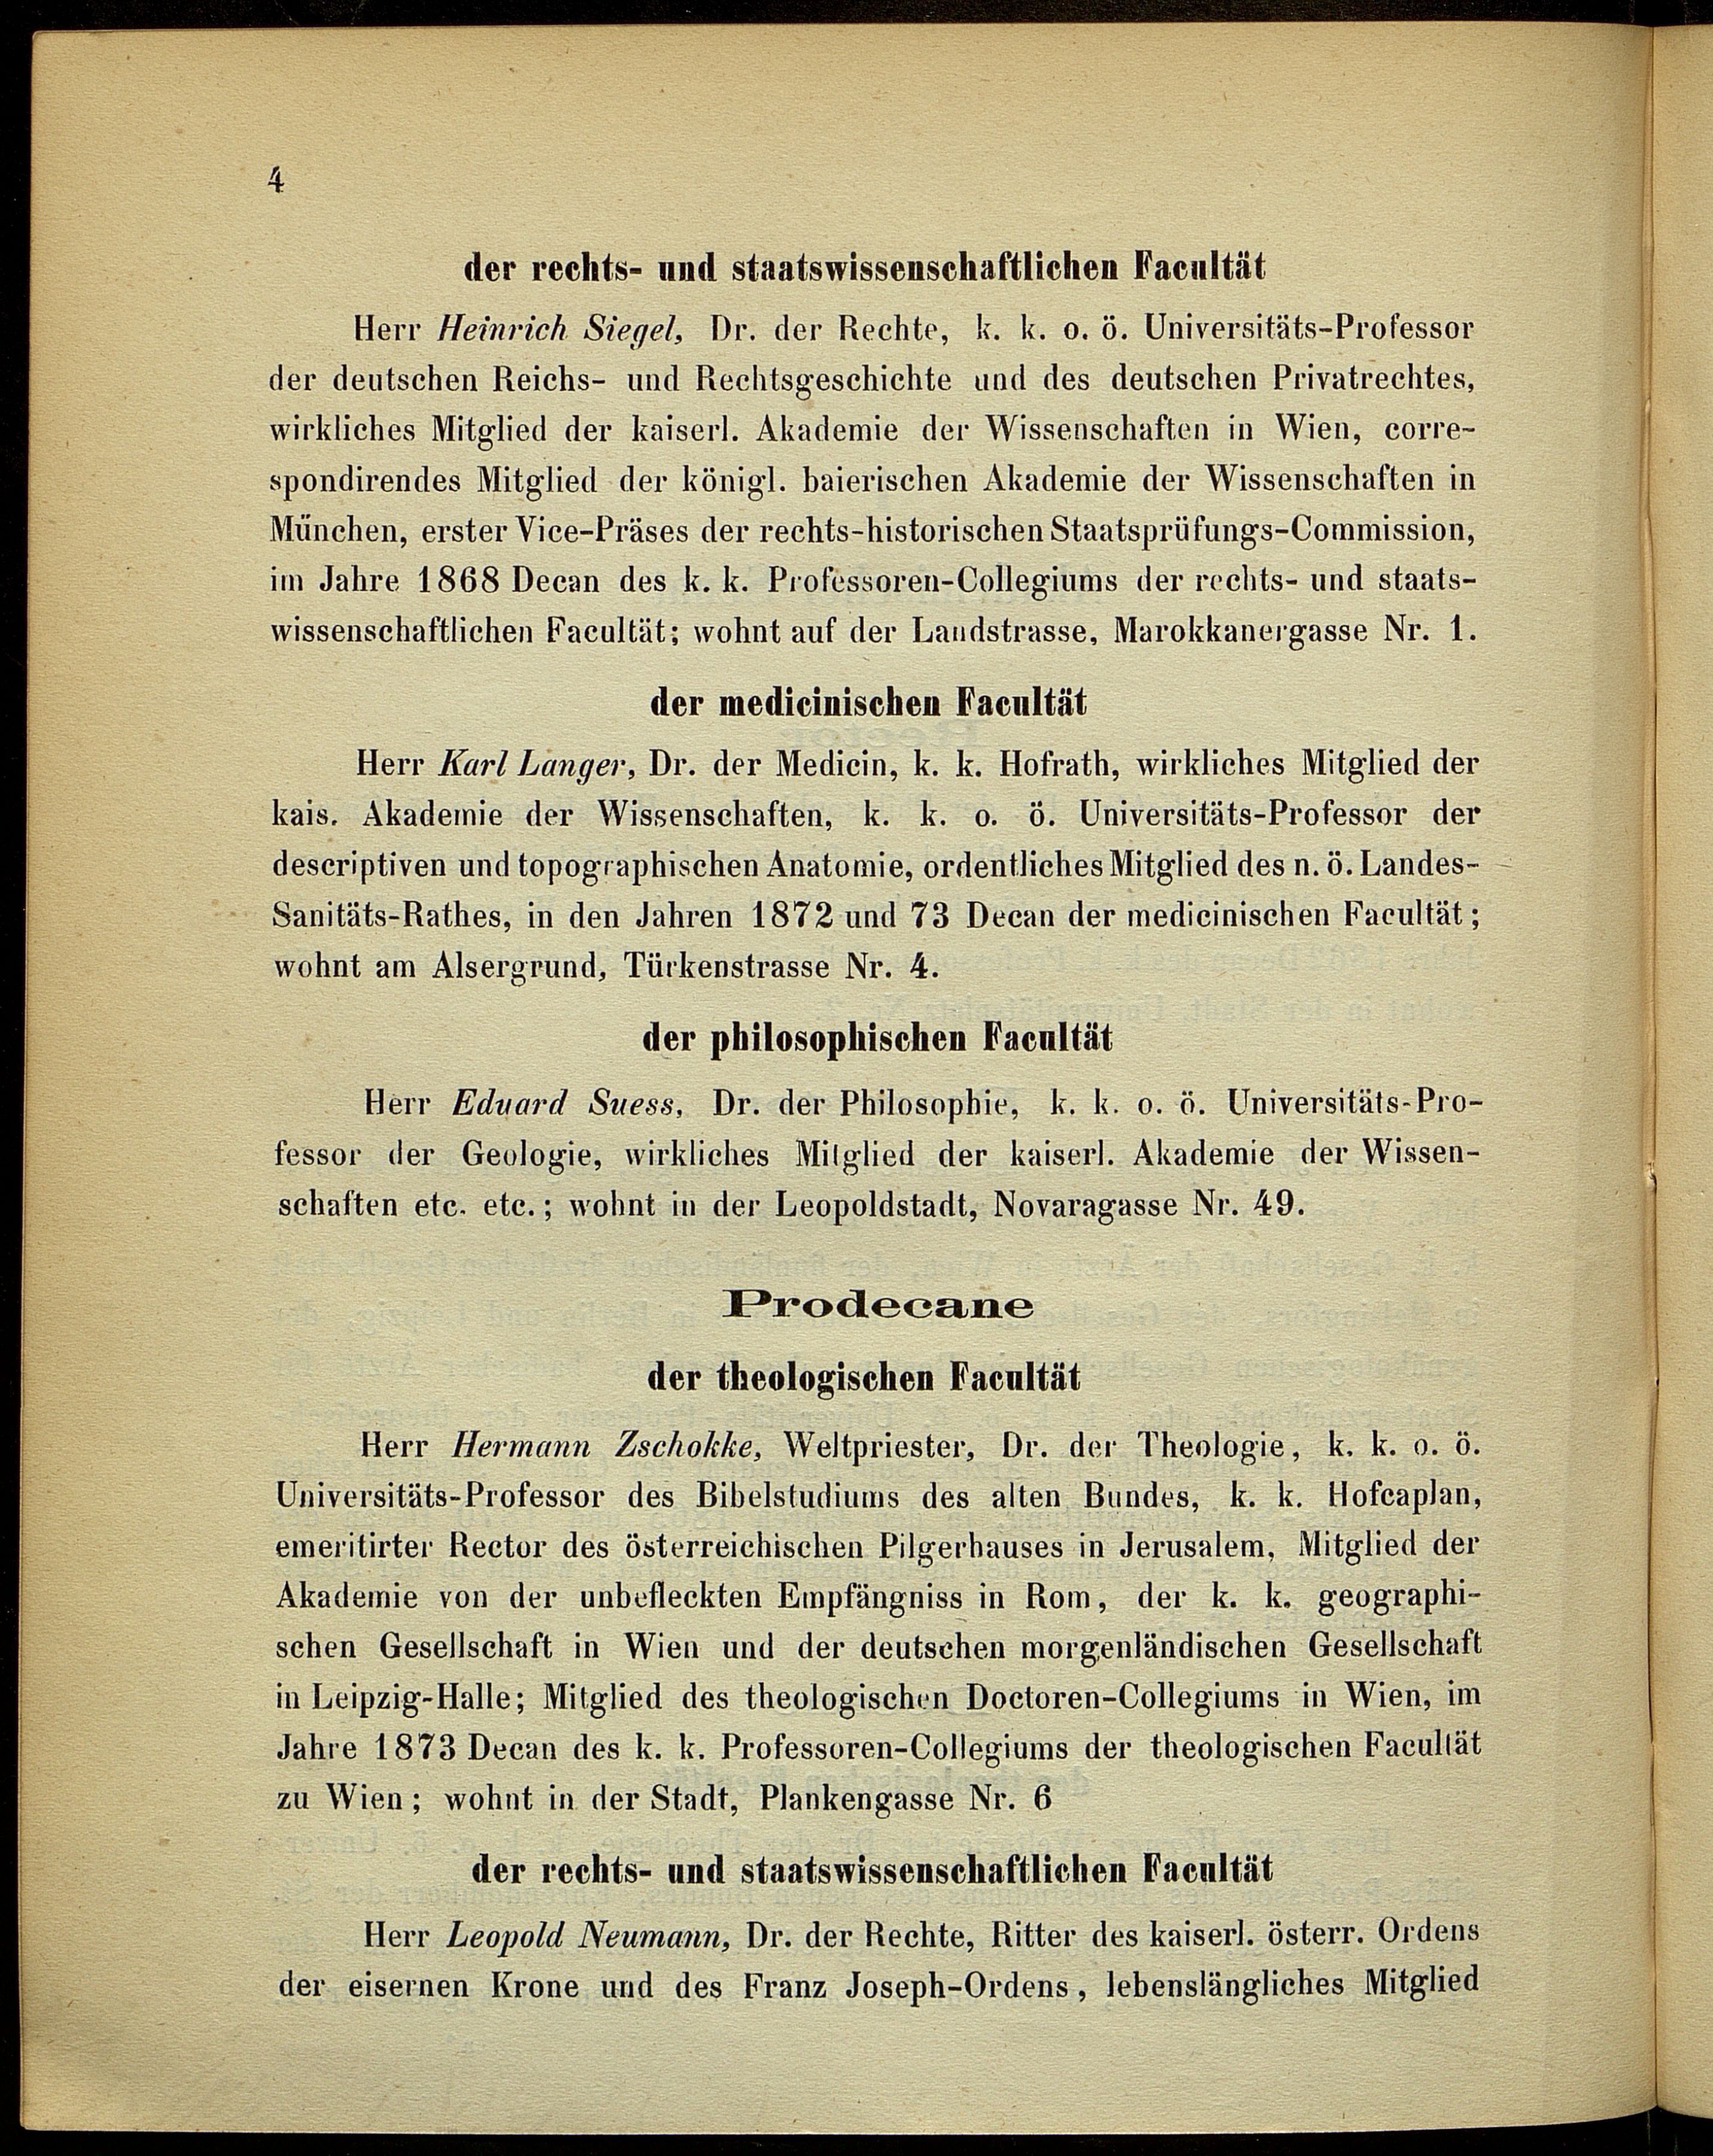 4
der rechts- und staatswissenschaftlichen Facultät
Herr Heinrich Siegel, Dr. der Rechte, k. k. o. ö. Universitäts-Professor
der deutschen Reichs- und Rechtsgeschichte und des deutschen Privatrechtes,
wirkliches Mitglied der kaiserl. Akademie der Wissenschaften in Wien, corre-
spondirendes Mitglied der königl. baierischen Akademie der Wissenschaften in
München, erster Vice-Präses der rechts-historischen Staatsprüfungs-Commission,
im Jahre 1868 Decan des k. k. Professoren-Collegiums der rechts- und staats-
wissenschaftlichen Facultät; wohnt auf der Landstrasse, Marokkanergasse Nr. 1.
der medicinischen Facultät
Herr Karl Langer, Dr. der Medicin, k. k. Hofrath, wirkliches Mitglied der
kais. Akademie der Wissenschaften, k. k. o. ö. Universitäts-Professor der
descriptiven und topographischen Anatomie, ordentliches Mitglied des n. ö. Landes-
Sanitäts-Rathes, in den Jahren 1872 und 73 Decan der medicinischen Facultät;
wohnt am Alsergrund, Türkenstrasse Nr. 4.
der philosophischen Facultät
Herr Eduard Suess, Dr. der Philosophie, k. k. o. ö. Universitäts-Pro-
fessor der Geologie, wirkliches Mitglied der kaiserl. Akademie der Wissen-
schaften etc. etc.; wohnt in der Leopoldstadt, Novaragasse Nr. 49.
Prodecane
der theologischen Facultät
Herr Hermann Zschokke, Weltpriester, Dr. der Theologie, k. k. o. ö.
Universitäts-Professor des Bibelstudiums des alten Bundes, k. k. Hofcaplan,
emeritirter Rector des österreichischen Pilgerhauses in Jerusalem, Mitglied der
Akademie von der unbefleckten Empfängniss in Rom, der k. k. geographi-
schen Gesellschaft in Wien und der deutschen morgenländischen Gesellschaft
in Leipzig-Halle; Mitglied des theologischen Doctoren-Collegiums in Wien, im
Jahre 1873 Decan des k. k. Professoren-Collegiums der theologischen Facultät
zu Wien; wohnt in der Stadt, Plankengasse Nr. 6
der rechts- und staatswissenschaftlichen Facultät
Herr Leopold Neumann, Dr. der Rechte, Ritter des kaiserl. österr. Ordens
der eisernen Krone und des Franz Joseph-Ordens, lebenslängliches Mitglied